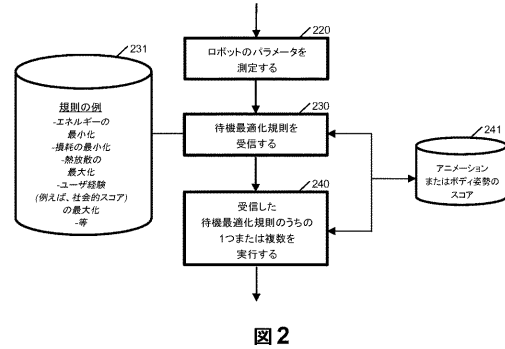 220
ロボットのパラメータを
測定する
231
規則の例
-エネルギーの
最小化
-損耗の最小化
-熱放散の
最大化
-ユーザ経験
(例えば、社会的スコア)
の最大化
-等
230
待機最適化規則を
受信する
241
アニメーション
またはボディ姿勢の
スコア
240
受信した
待機最適化規則のうちの
1つまたは複数を
実行する
図2